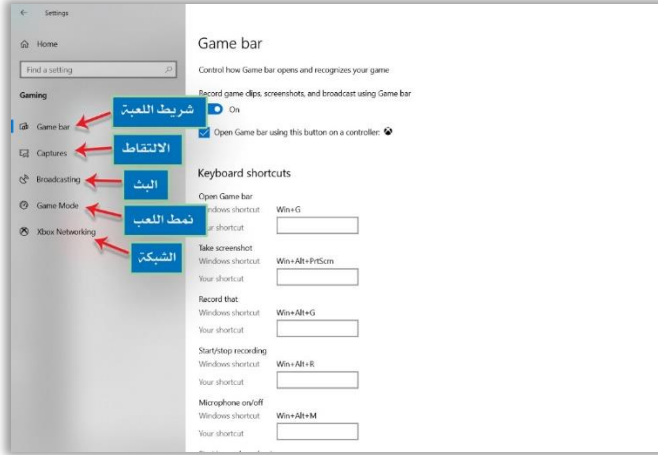 Settings
Home
Find a setting
Gaming
Game bar
Captures
Broadcasting
Game Mode
Xbox Networking
شريط اللعبة
الالتقاط
البث
نمط اللعب
الشبكة
Game bar
Control how Game bar opens and recognizes your game
Record game clips, screenshots, and broadcast using Game bar
On
Open Game bar using this button on a controller:
Keyboard shortcuts
Open Game bar
Windows shortcut Win+G
ur shortcut
Take screenshot
Windows shortcut Win+Alt+PrtScrn
Your shortcut
Record that
Windows shortcut Win+Alt+G
Your shortcut
Start/stop recording
Windows shortcut Win+Alt+R
Your shortcut
Microphone on/off
Windows shortcut Win+Alt+M
Your shortcut